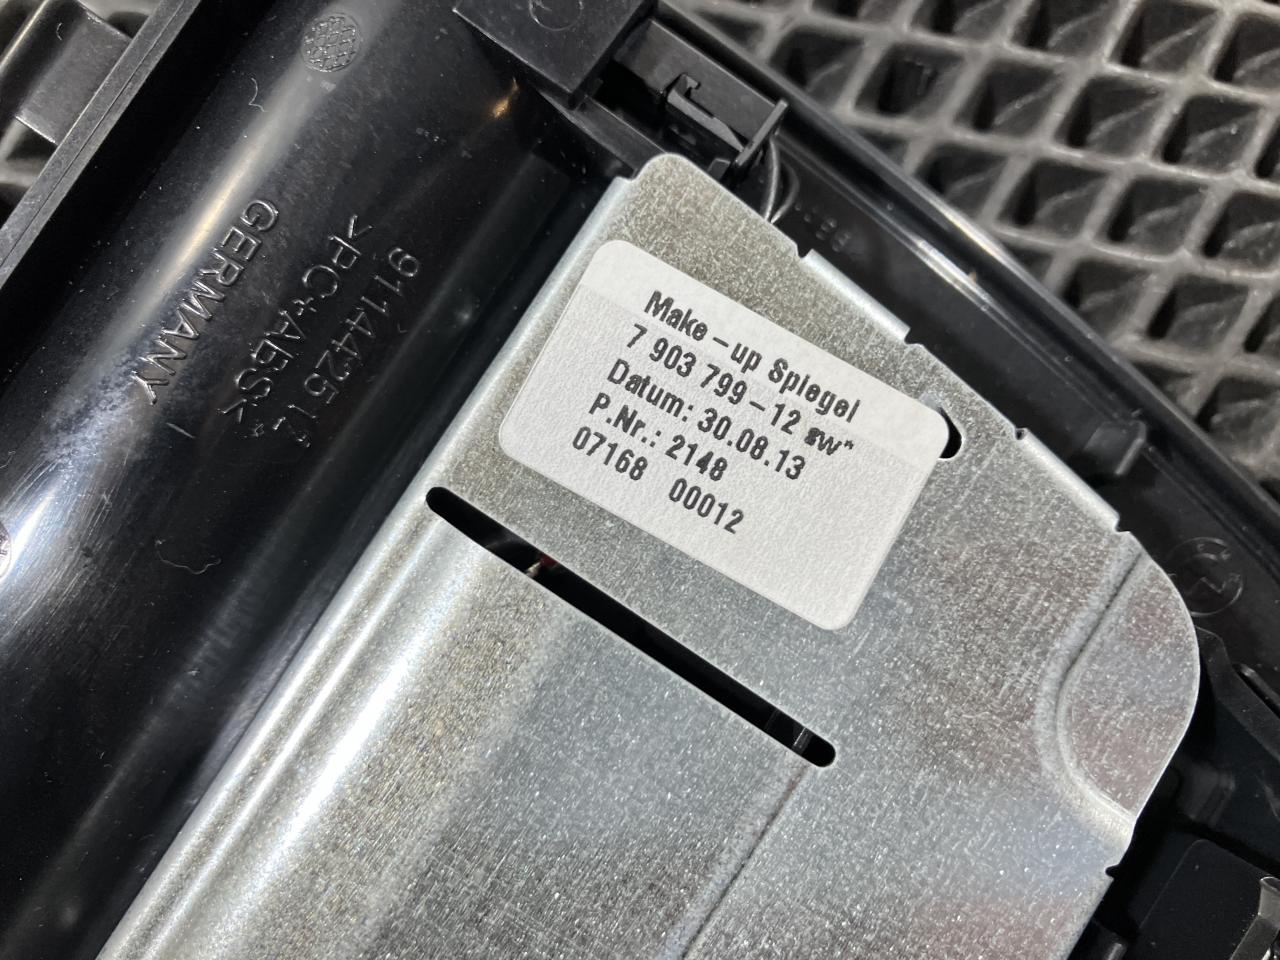 9114425
>PC+ABS<
GERMANY
Make-up Spiegel
7 903 799-12 sw*
Datum: 30.08.13
P.Nr.: 2148
07168 00012